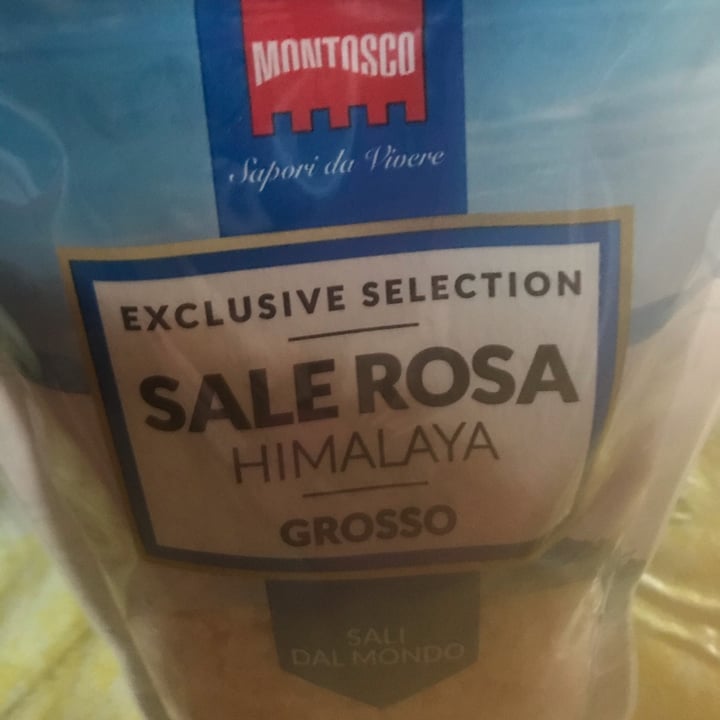 MONTOSCO
Sapori da Vivere
EXCLUSIVE SELECTION
SALE ROSA
HIMALAYA
GROSSO
SALI
DAL MONDO